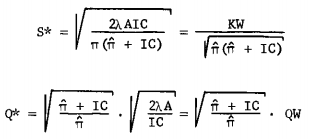 S* = √(2λAIC / π(π̂ + IC)) = KW / √(π̂(π̂ + IC))
Q* = √((π̂ + IC) / π̂) · √(2λA / IC) = √((π̂ + IC) / π̂) · QW